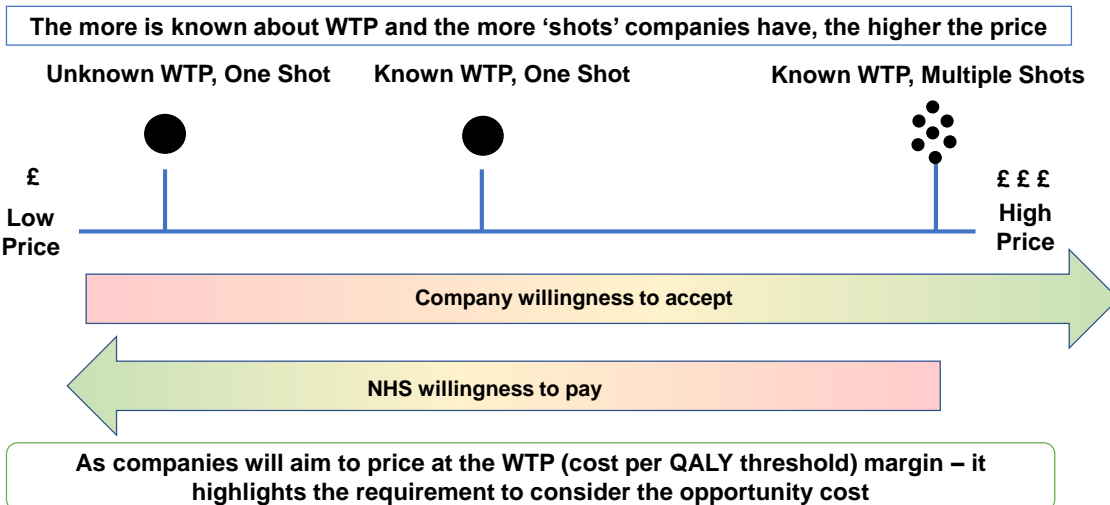 The more is known about WTP and the more ‘shots’ companies have, the higher the price
Unknown WTP, One Shot
Known WTP, One Shot
Known WTP, Multiple Shots
£
Low
Price
£ £ £
High
Price
Company willingness to accept
NHS willingness to pay
As companies will aim to price at the WTP (cost per QALY threshold) margin – it
highlights the requirement to consider the opportunity cost